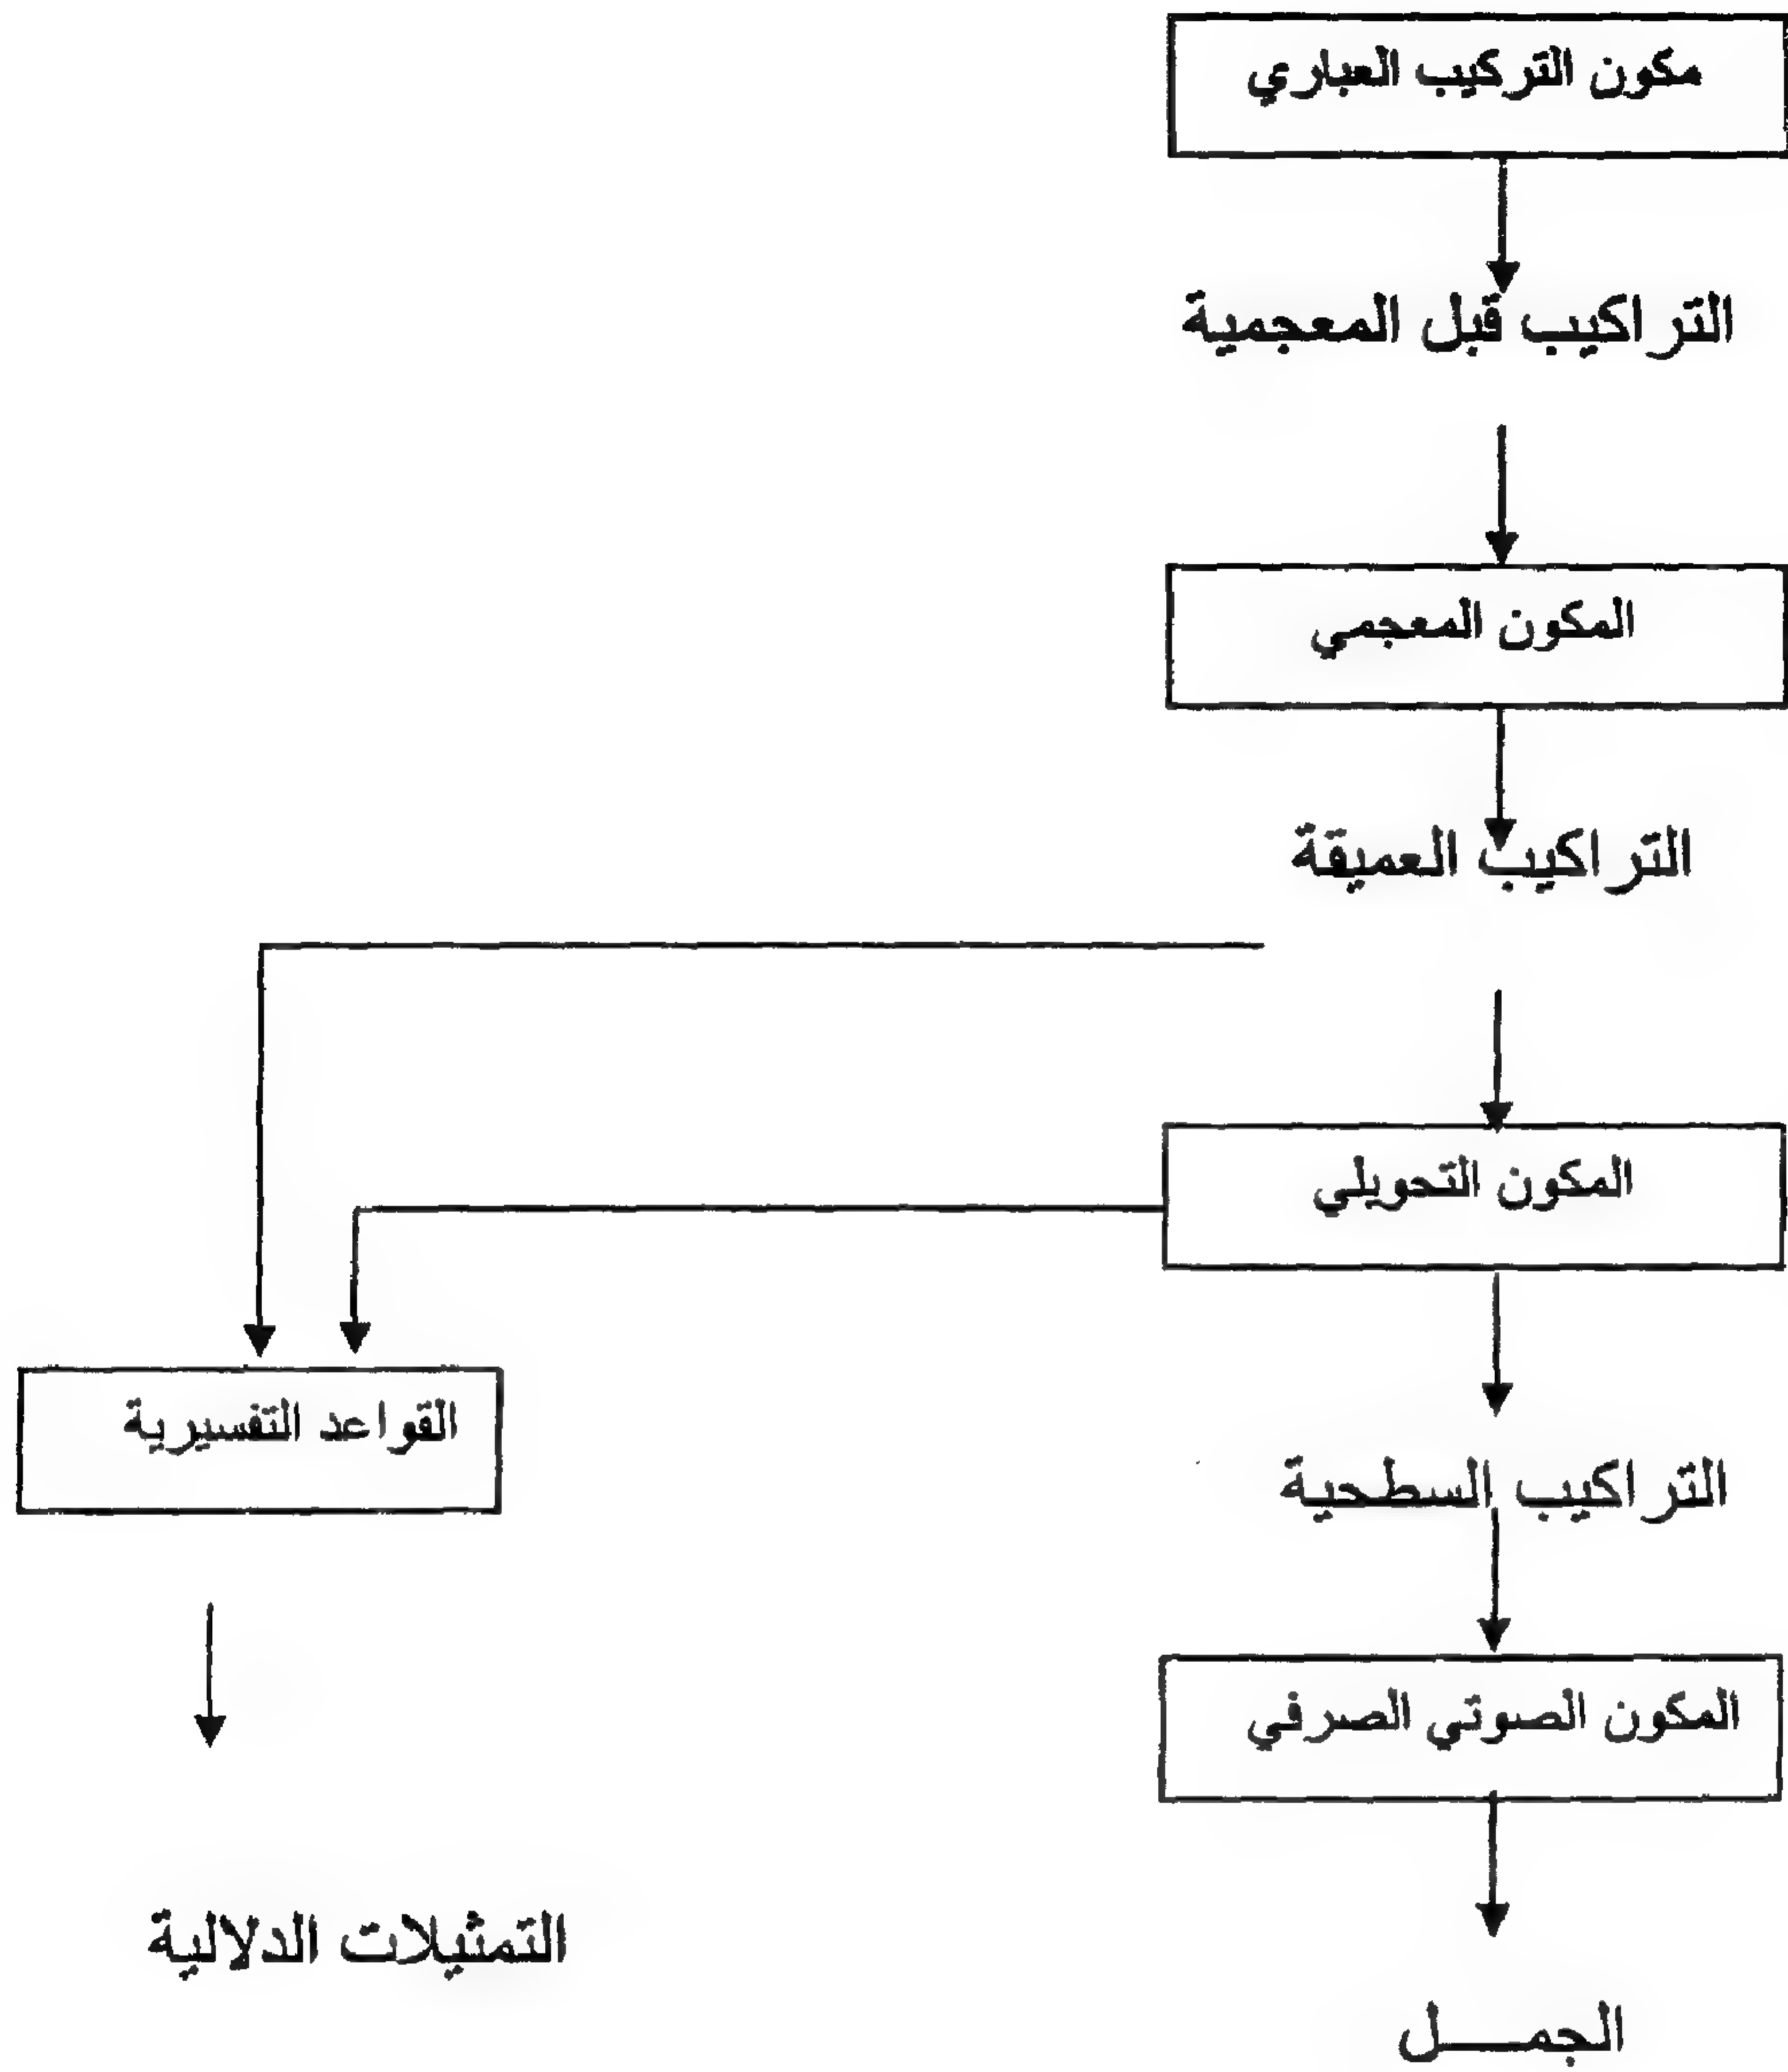 مكون التركيب العباري
التراكيب قبل المعجمية
المكون المعجمي
التراكيب العميقة
المكون التحويلي
القواعد التفسيرية
التراكيب السطحية
المكون الصوتي الصرفي
التمثيلات الدلالية
الجمـــــل